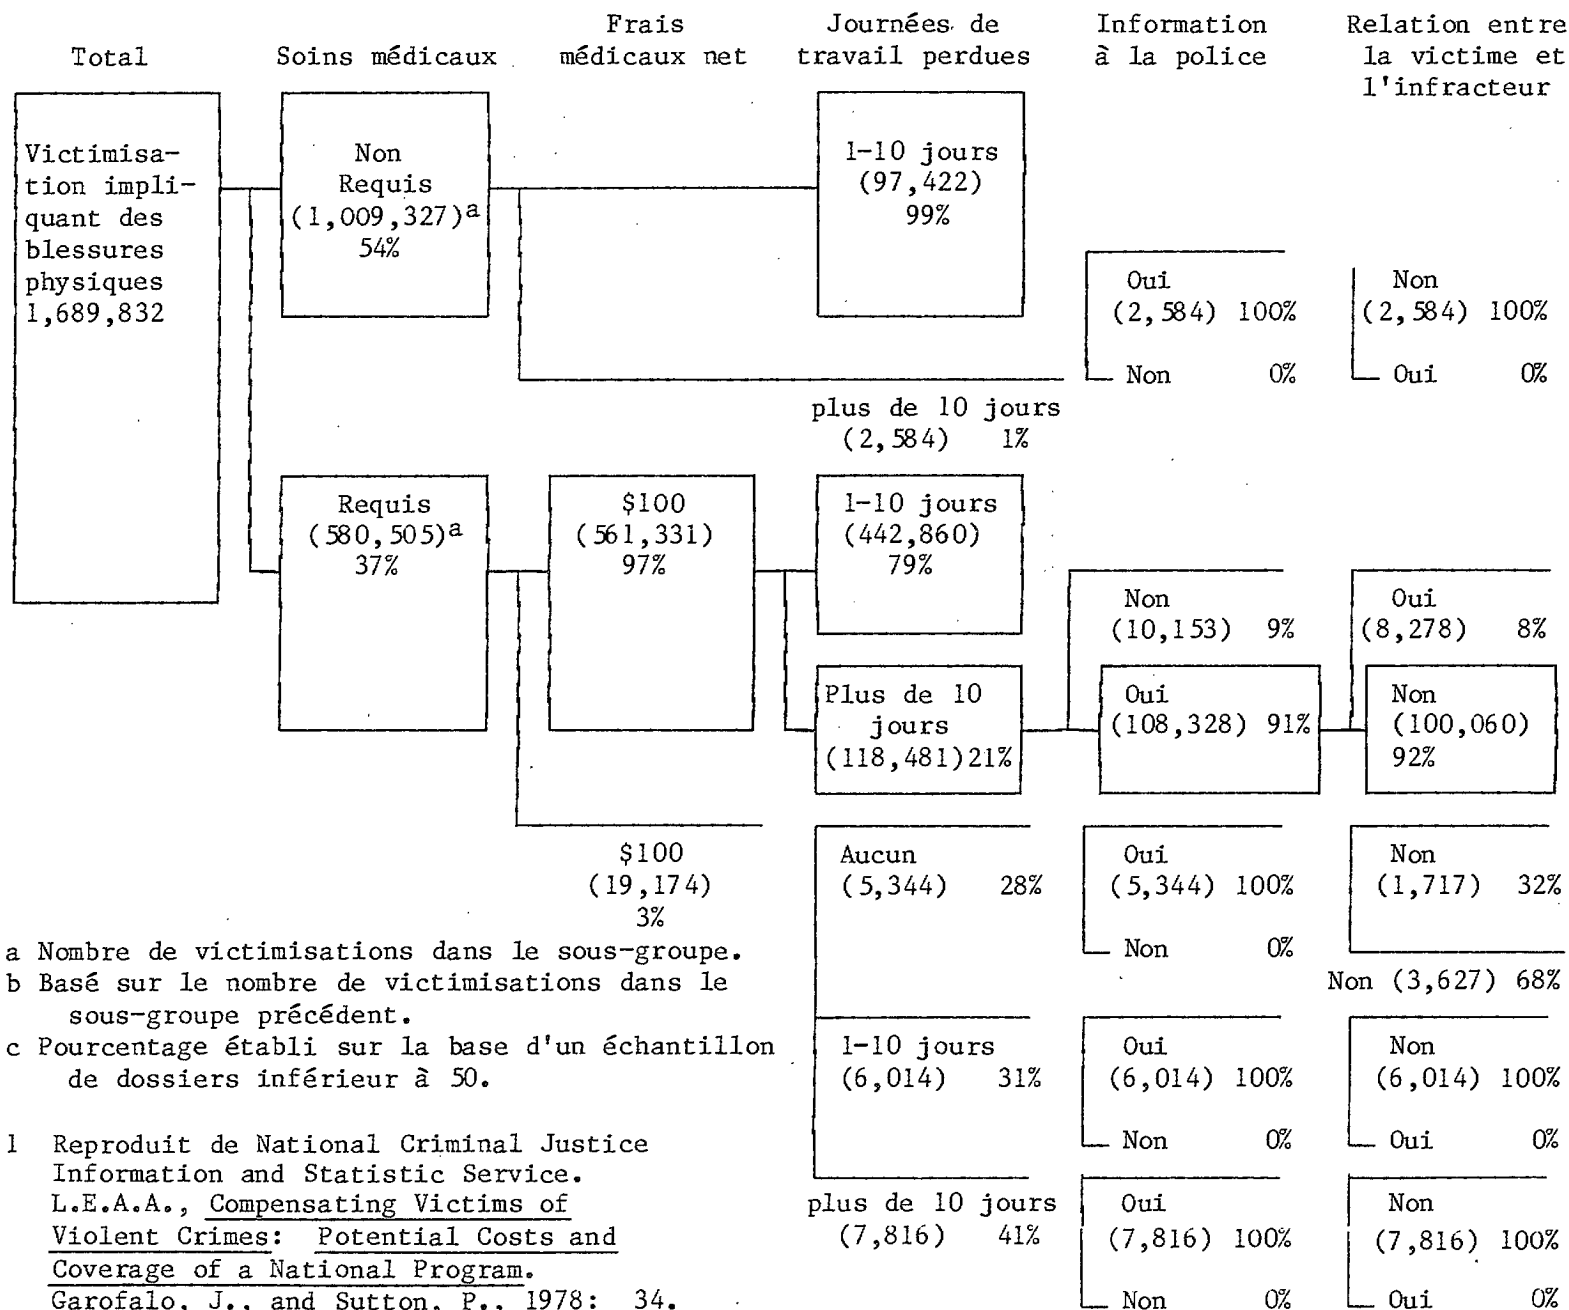 Total
Soins médicaux
Frais
médicaux net
Journées de
travail perdues
Information
à la police
Relation entre
la victime et
l'infracteur
Victimisa-
tion impli-
quant des
blessures
physiques
1,689,832
Non
Requis
(1,009,327)a
54%
1-10 jours
(97,422)
99%
Oui
(2,584) 100%
Non 0%
Non
(2,584) 100%
Oui 0%
plus de 10 jours
(2,584) 1%
Requis
(580,505)a
37%
$100
(561,331)
97%
1-10 jours
(442,860)
79%
Non
(10,153) 9%
Oui
(8,278) 8%
Plus de 10
jours
(118,481)21%
Oui
(108,328) 91%
Non
(100,060)
92%
$100
(19,174)
3%
Aucun
(5,344) 28%
Oui
(5,344) 100%
Non 0%
Non
(1,717) 32%
Non (3,627) 68%
1-10 jours
(6,014) 31%
Oui
(6,014) 100%
Non 0%
Non
(6,014) 100%
Oui 0%
plus de 10 jours
(7,816) 41%
Oui
(7,816) 100%
Non 0%
Non
(7,816) 100%
Oui 0%
a Nombre de victimisations dans le sous-groupe.
b Basé sur le nombre de victimisations dans le
sous-groupe précédent.
c Pourcentage établi sur la base d'un échantillon
de dossiers inférieur à 50.
1 Reproduit de National Criminal Justice
Information and Statistic Service.
L.E.A.A., Compensating Victims of
Violent Crimes: Potential Costs and
Coverage of a National Program.
Garofalo, J., and Sutton, P., 1978: 34.